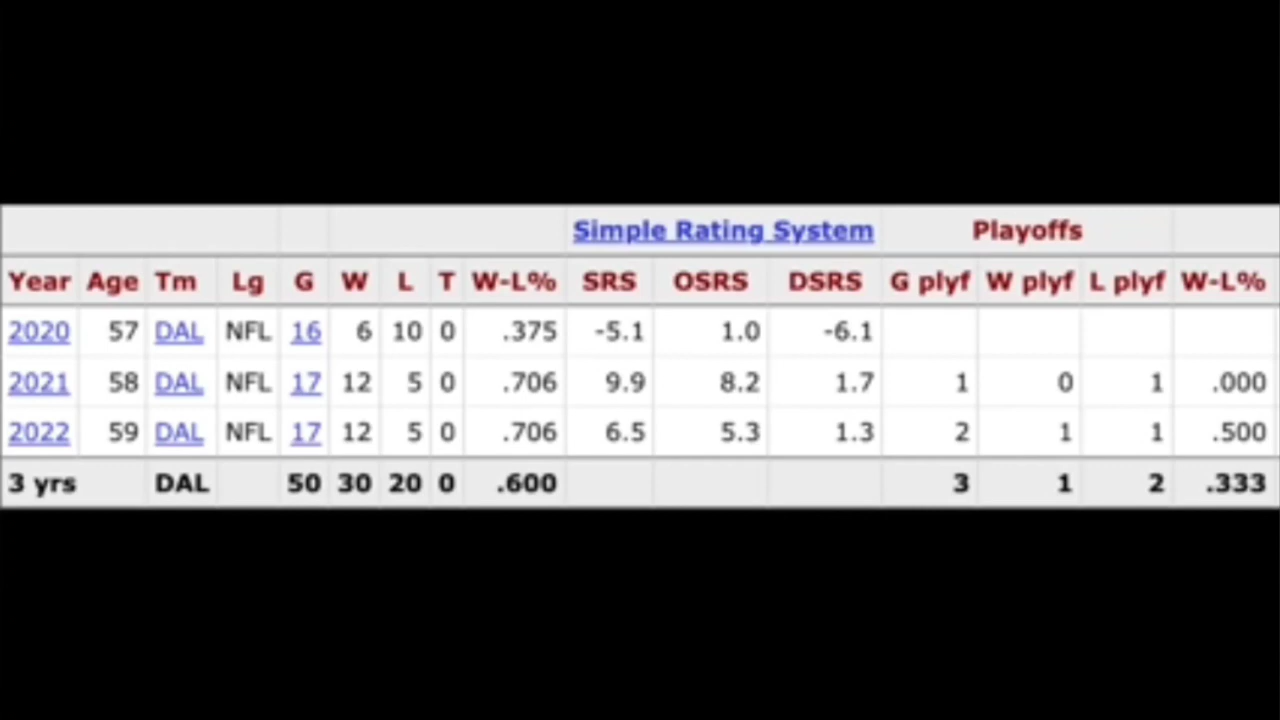 Simple Rating System Playoffs
Year Age Tm Lg G W L T W-L% SRS OSRS DSRS G plyf W plyf L plyf W-L%
2020 57 DAL NFL 16 6 10 0 .375 -5.1 1.0 -6.1
2021 58 DAL NFL 17 12 5 0 .706 9.9 8.2 1.7 1 0 1 .000
2022 59 DAL NFL 17 12 5 0 .706 6.5 5.3 1.3 2 1 1 .500
3 yrs DAL 50 30 20 0 .600 3 1 2 .333